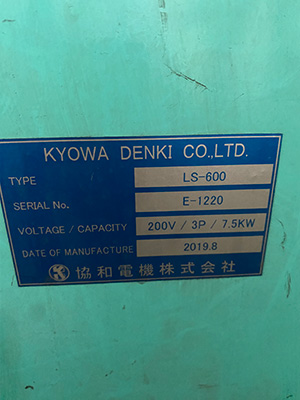 KYOWA DENKI CO.,LTD.
TYPE LS-600
SERIAL No. E-1220
VOLTAGE / CAPACITY 200V / 3P / 7.5KW
DATE OF MANUFACTURE 2019.8
協和電機株式会社